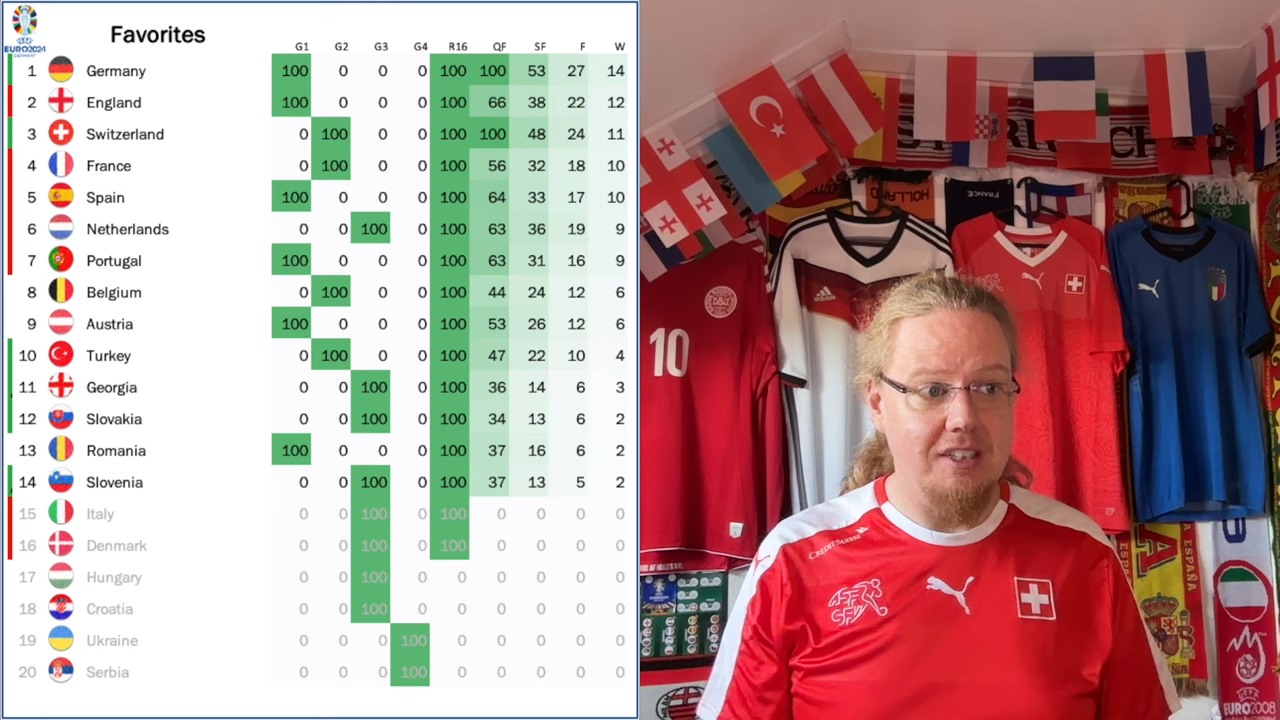 EURO2024
GERMANY
Favorites
G1 G2 G3 G4 R16 QF SF F W
1 Germany 100 0 0 0 100 100 53 27 14
2 England 100 0 0 0 100 66 38 22 12
3 Switzerland 0 100 0 0 100 100 48 24 11
4 France 0 100 0 0 100 56 32 18 10
5 Spain 100 0 0 0 100 64 33 17 10
6 Netherlands 0 0 100 0 100 63 36 19 9
7 Portugal 100 0 0 0 100 63 31 16 9
8 Belgium 0 100 0 0 100 44 24 12 6
9 Austria 100 0 0 0 100 53 26 12 6
10 Turkey 0 100 0 0 100 47 22 10 4
11 Georgia 0 0 100 0 100 36 14 6 3
12 Slovakia 0 0 100 0 100 34 13 6 2
13 Romania 100 0 0 0 100 37 16 6 2
14 Slovenia 0 0 100 0 100 37 13 5 2
15 Italy 0 0 100 0 100 0 0 0 0
16 Denmark 0 0 100 0 100 0 0 0 0
17 Hungary 0 0 100 0 0 0 0 0 0
18 Croatia 0 0 100 0 0 0 0 0 0
19 Ukraine 0 0 0 100 0 0 0 0 0
20 Serbia 0 0 0 100 0 0 0 0 0
HOLLAND
FRANCE
CH
DBU
adidas
10
CREDIT SUISSE
ASF
SFV
ESPAÑA
ESPAÑA
MILAN
UEFA
EURO2008